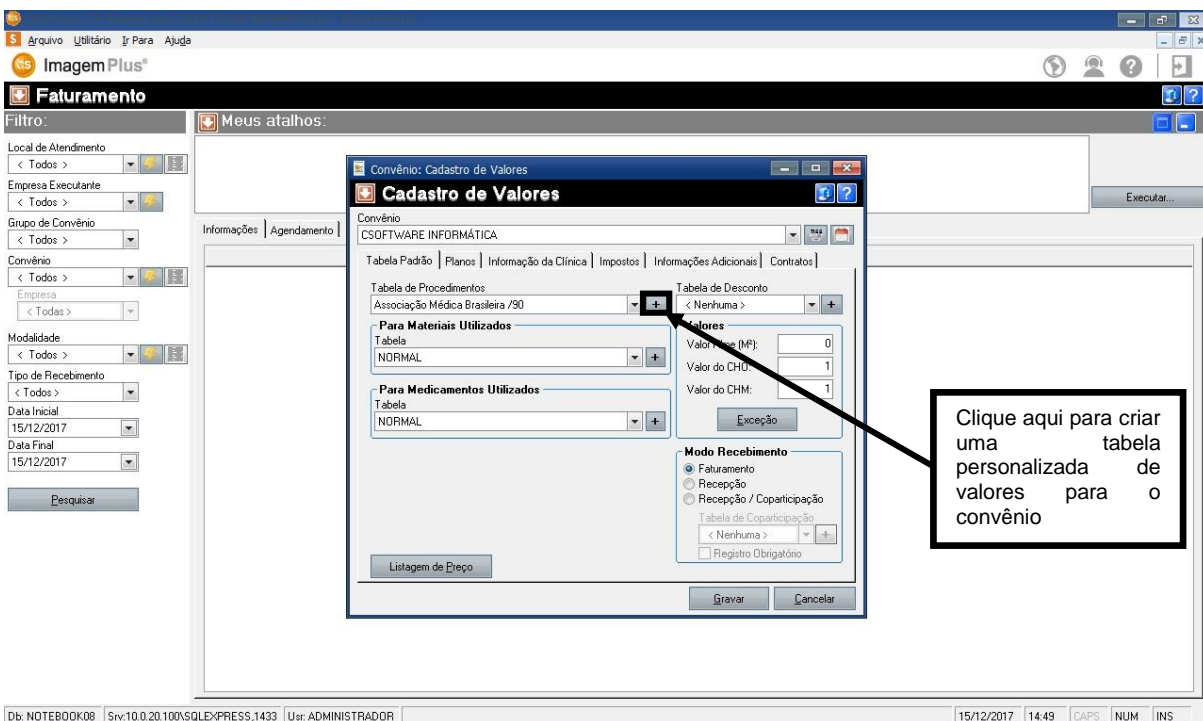 Arquivo Utilitário Ir Para Ajuda
ImagemPlus®
Faturamento
Filtro:
Meus atalhos:
Local de Atendimento
< Todos >
Empresa Executante
< Todos >
Grupo de Convênio
< Todos >
Convênio
< Todos >
Empresa
< Todas >
Modalidade
< Todos >
Tipo de Recebimento
< Todos >
Data Inicial
15/12/2017
Data Final
15/12/2017
Pesquisar
Executar...
Informações Agendamento
Convênio: Cadastro de Valores
Cadastro de Valores
Convênio
CSOFTWARE INFORMÁTICA
Tabela Padrão Planos Informação da Clínica Impostos Informações Adicionais Contratos
Tabela de Procedimentos
Associação Médica Brasileira /90
Tabela de Desconto
< Nenhuma >
Para Materiais Utilizados
Tabela
NORMAL
Para Medicamentos Utilizados
Tabela
NORMAL
Valores
Valor (M²): 0
Valor do CHO: 1
Valor do CHM: 1
Exceção
Modo Recebimento
Faturamento
Recepção
Recepção / Coparticipação
Tabela de Coparticipação
< Nenhuma >
Registro Obrigatório
Listagem de Preço
Gravar Cancelar
Clique aqui para criar
uma tabela
personalizada de
valores para o
convênio
Db: NOTEBOOK08 Srv:10.0.20.100\SQLEXPRESS,1433 Usr: ADMINISTRADOR 15/12/2017 14:49 CAPS NUM INS